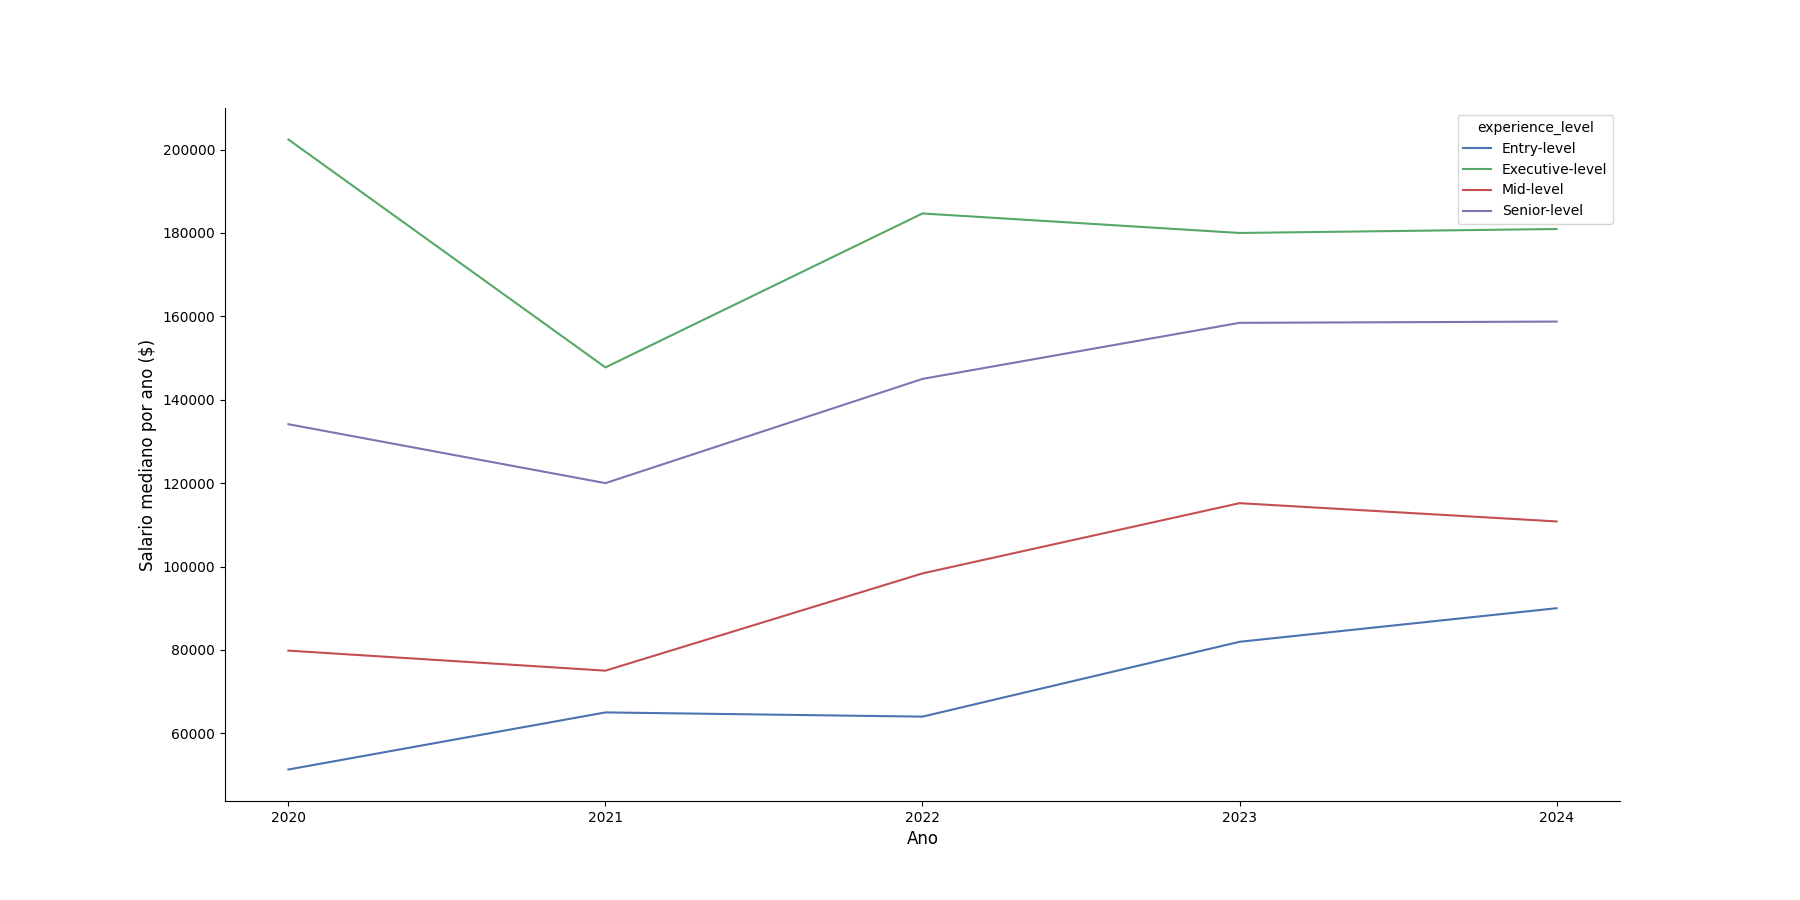 experience_level
Entry-level
Executive-level
Mid-level
Senior-level
Salario mediano por ano ($)
200000
180000
160000
140000
120000
100000
80000
60000
2020 2021 2022 2023 2024
Ano